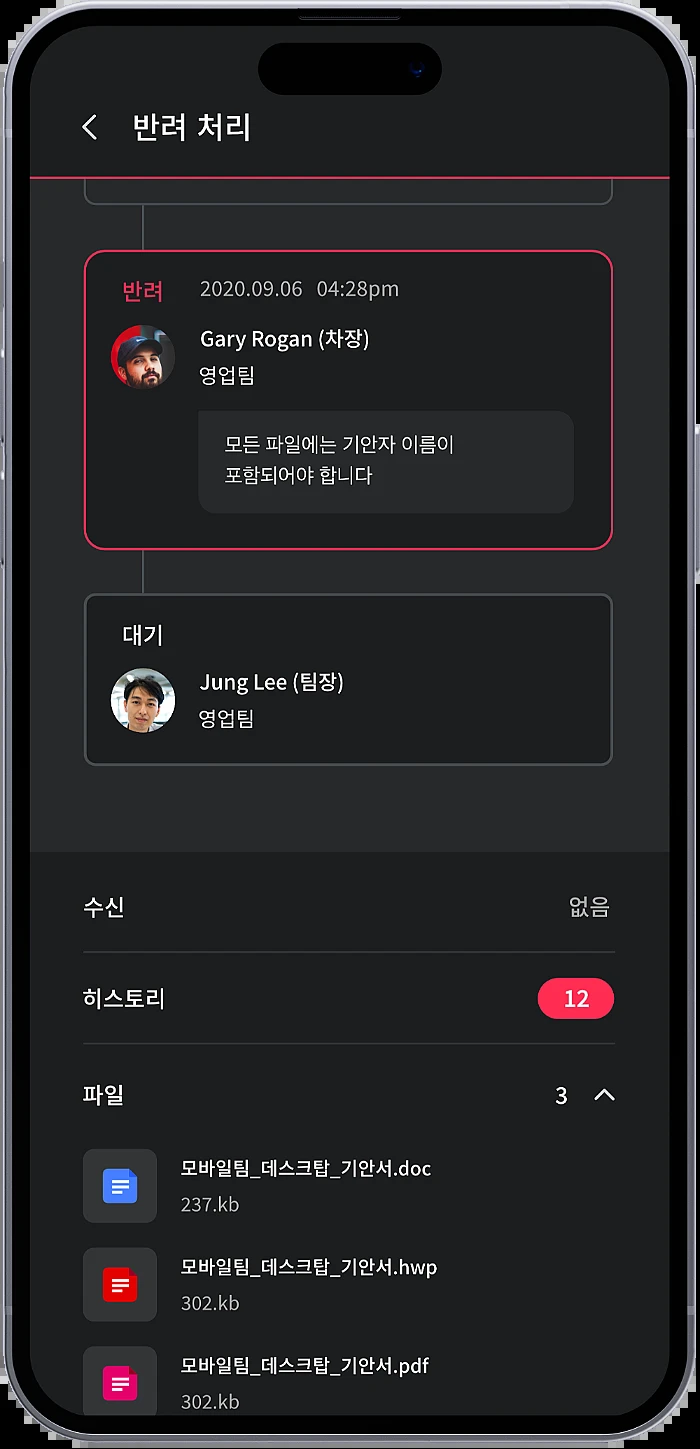 반려 처리
반려 2020.09.06 04:28pm
Gary Rogan (차장)
영업팀
모든 파일에는 기안자 이름이
포함되어야 합니다
대기
Jung Lee (팀장)
영업팀
수신 없음
히스토리 12
파일 3
모바일팀_데스크탑_기안서.doc
237.kb
모바일팀_데스크탑_기안서.hwp
302.kb
모바일팀_데스크탑_기안서.pdf
302.kb